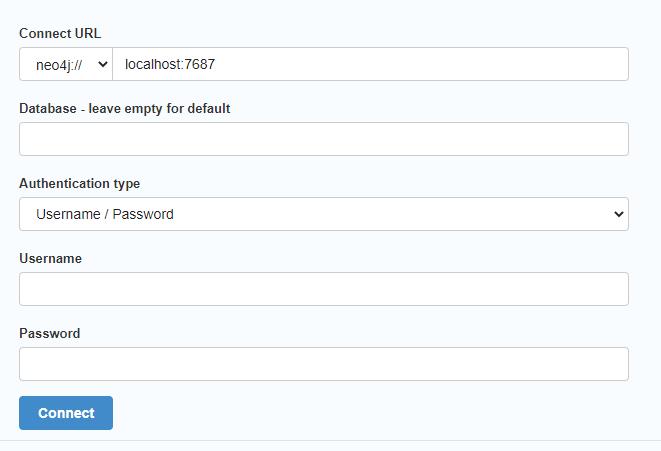 Connect URL
neo4j:// localhost:7687
Database - leave empty for default
Authentication type
Username / Password
Username
Password
Connect